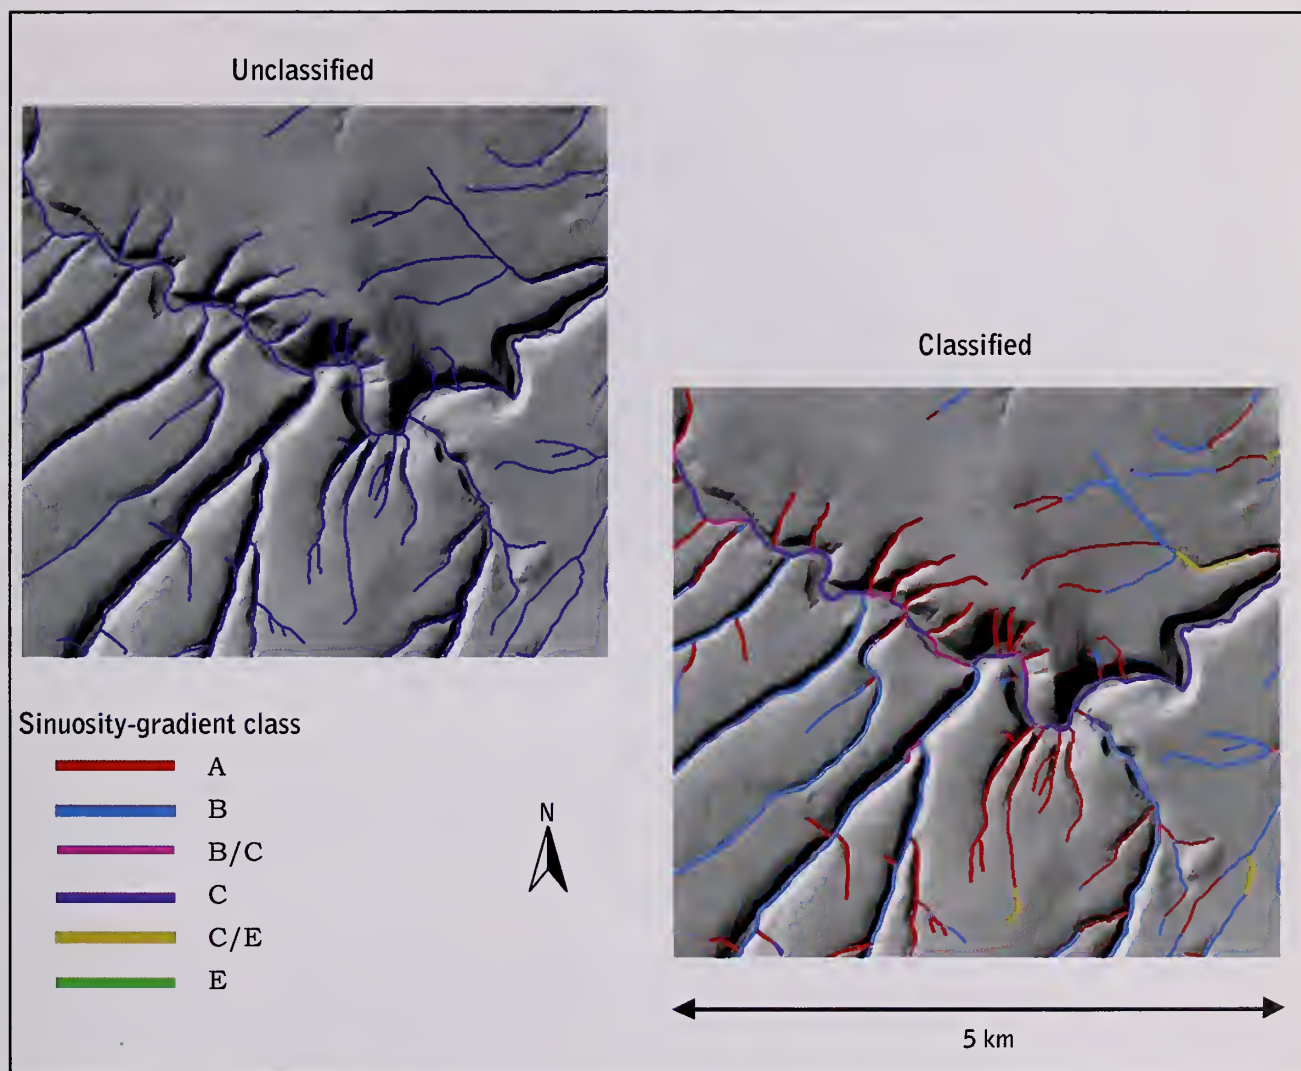 Unclassified
Classified
Sinuosity-gradient class
A
B
B/C
C
C/E
E
N
5 km